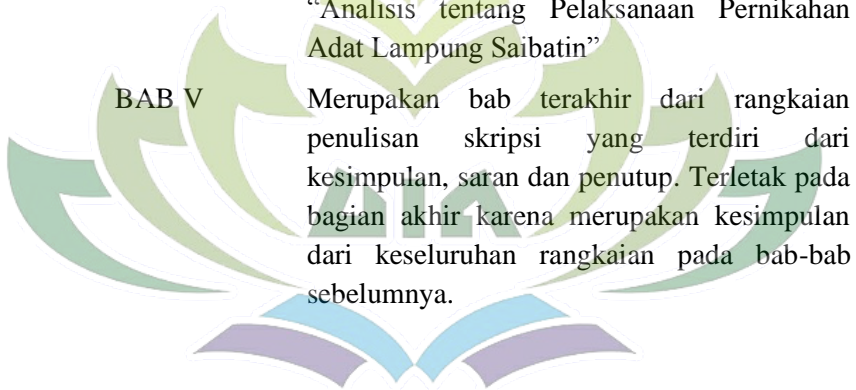 “Analisis tentang Pelaksanaan Pernikahan
Adat Lampung Saibatin”
BAB V Merupakan bab terakhir dari rangkaian
penulisan skripsi yang terdiri dari
kesimpulan, saran dan penutup. Terletak pada
bagian akhir karena merupakan kesimpulan
dari keseluruhan rangkaian pada bab-bab
sebelumnya.